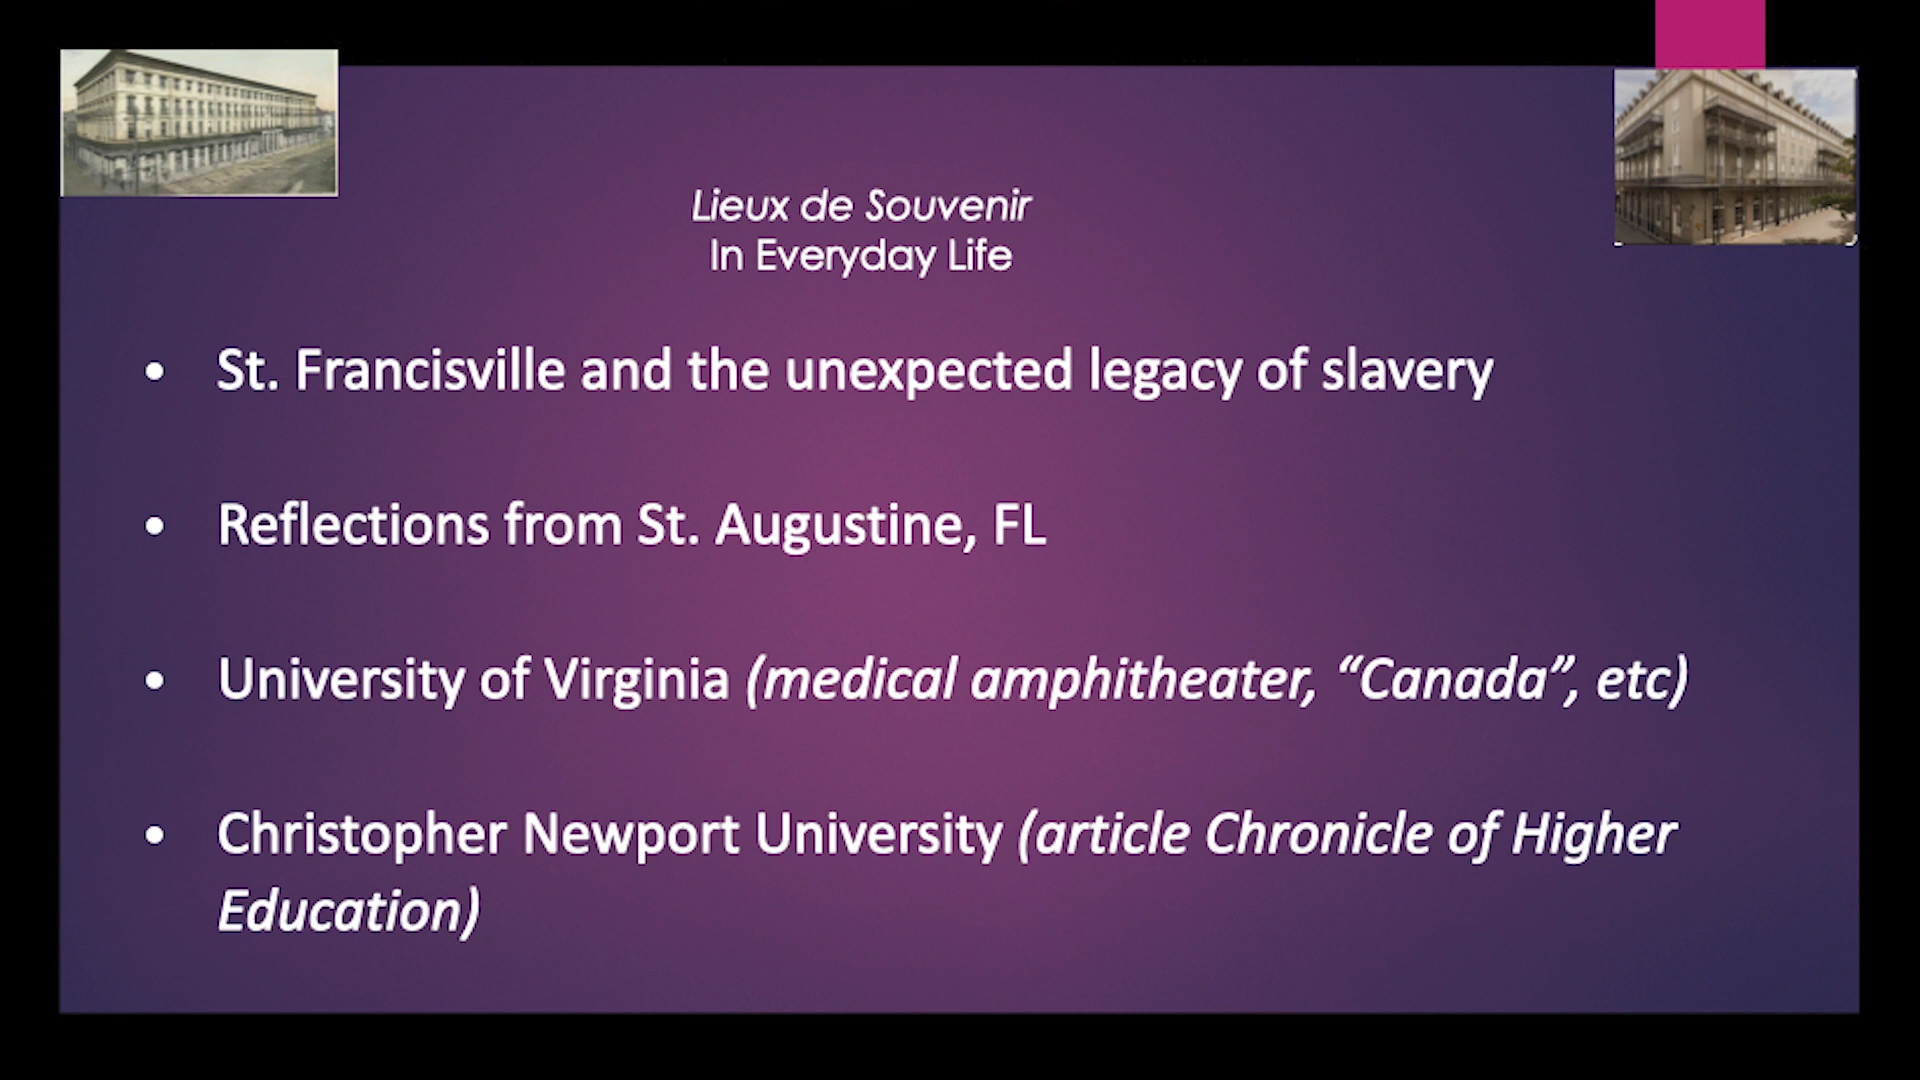 Lieux de Souvenir
In Everyday Life
• St. Francisville and the unexpected legacy of slavery
• Reflections from St. Augustine, FL
• University of Virginia (medical amphitheater, “Canada”, etc)
• Christopher Newport University (article Chronicle of Higher
Education)